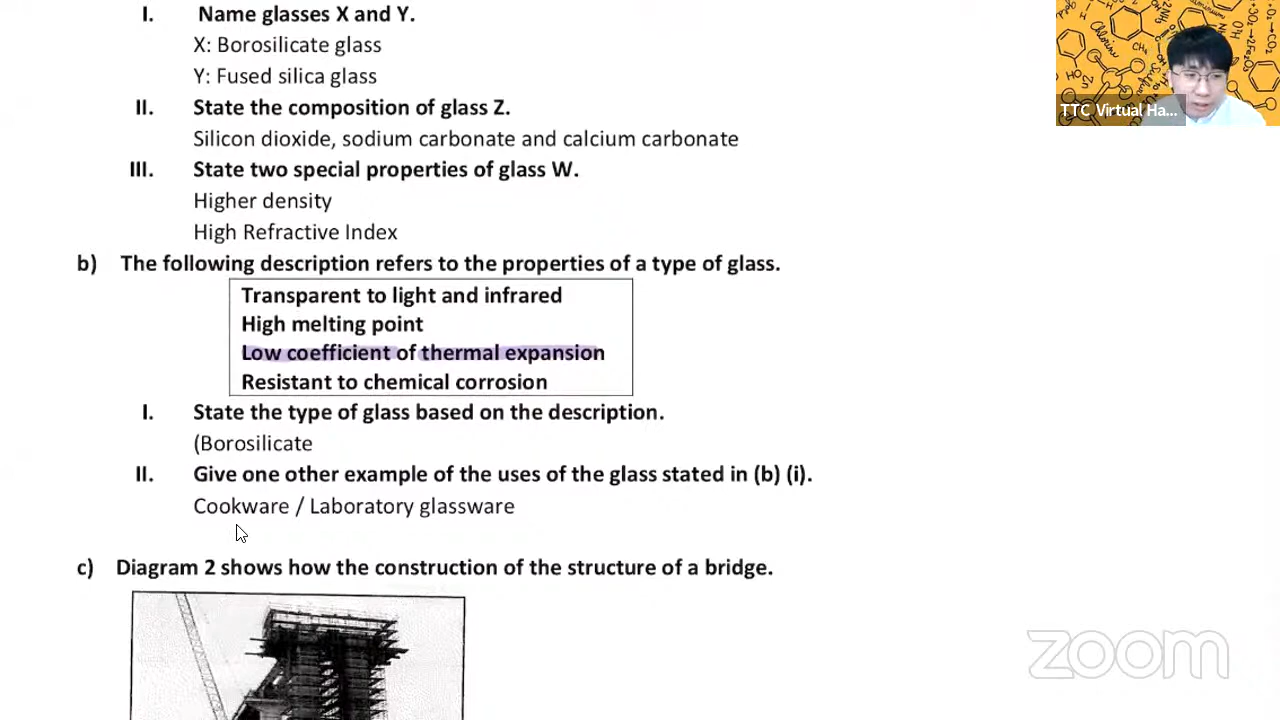 I. Name glasses X and Y.
X: Borosilicate glass
Y: Fused silica glass
II. State the composition of glass Z.
Silicon dioxide, sodium carbonate and calcium carbonate
III. State two special properties of glass W.
Higher density
High Refractive Index
b) The following description refers to the properties of a type of glass.
Transparent to light and infrared
High melting point
Low coefficient of thermal expansion
Resistant to chemical corrosion
I. State the type of glass based on the description.
(Borosilicate
II. Give one other example of the uses of the glass stated in (b) (i).
Cookware / Laboratory glassware
c) Diagram 2 shows how the construction of the structure of a bridge.
TTC Virtual Ha...
zoom